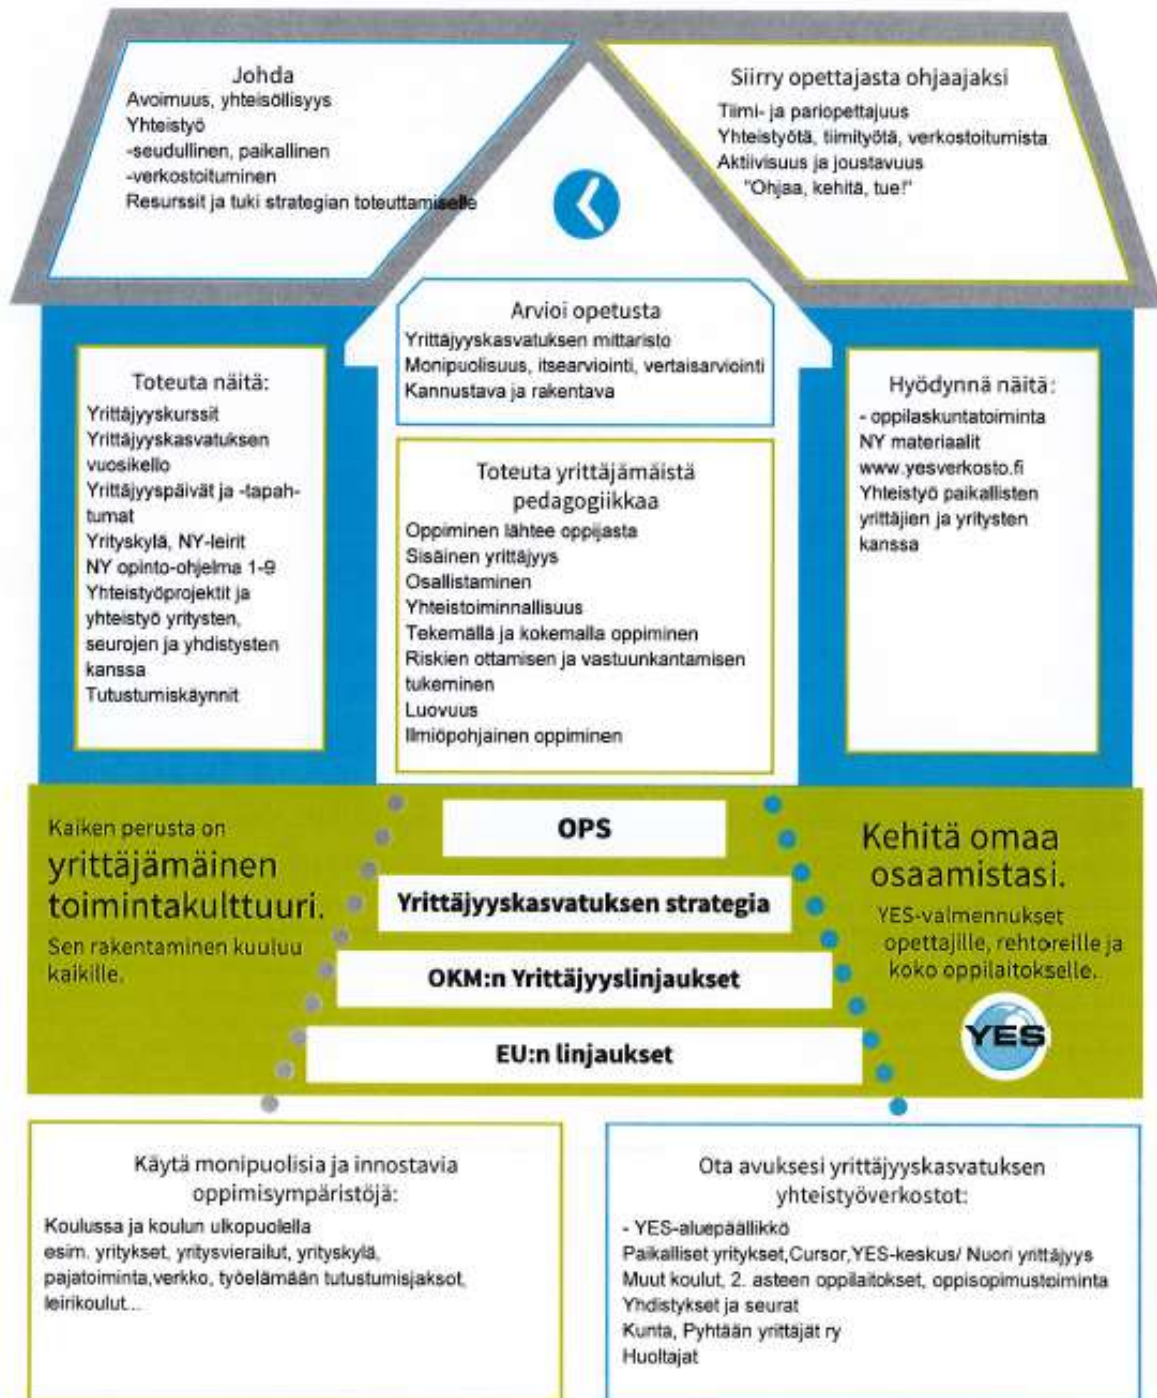 Johda
Avoimuus, yhteisöllisyys
Yhteistyö
-seudullinen, paikallinen
-verkostoituminen
Resurssit ja tuki strategian toteuttamiselle
Siirry opettajasta ohjaajaksi
Tiimi- ja pariopettajuus
Yhteistyötä, tiimityötä, verkostoitumista
Aktiivisuus ja joustavuus
"Ohjaa, kehitä, tue!"
Arvioi opetusta
Yrittäjyyskasvatuksen mittaristo
Monipuolisuus, itsearviointi, vertaisarviointi
Kannustava ja rakentava
Toteuta näitä:
Yrittäjyyskurssit
Yrittäjyyskasvatuksen
vuosikello
Yrittäjyyspäivät ja -tapah-
tumat
Yrityskylä, NY-leirit
NY opinto-ohjelma 1-9
Yhteistyöprojektit ja
yhteistyö yritysten,
seurojen ja yhdistysten
kanssa
Tutustumiskäynnit
Toteuta yrittäjämäistä
pedagogiikkaa
Oppiminen lähtee oppijasta
Sisäinen yrittäjyys
Osallistaminen
Yhteistoiminnallisuus
Tekemällä ja kokemalla oppiminen
Riskien ottamisen ja vastuunkantamisen
tukeminen
Luovuus
Ilmiöpohjainen oppiminen
Hyödynnä näitä:
- oppilaskuntatoiminta
NY materiaalit
www.yesverkosto.fi
Yhteistyö paikallisten
yrittäjien ja yritysten
kanssa
Kaiken perusta on
yrittäjämäinen
toimintakulttuuri.
Sen rakentaminen kuuluu
kaikille.
OPS
Yrittäjyyskasvatuksen strategia
OKM:n Yrittäjyyslinjaukset
EU:n linjaukset
Kehitä omaa
osaamistasi.
YES-valmennukset
opettajille, rehtoreille ja
koko oppilaitokselle.
YES
Käytä monipuolisia ja innostavia
oppimisympäristöjä:
Koulussa ja koulun ulkopuolella
esim. yritykset, yritysvierailut, yrityskylä,
pajatoiminta,verkko, työelämään tutustumisjaksot,
leirikoulut...
Ota avuksesi yrittäjyyskasvatuksen
yhteistyöverkostot:
- YES-aluepäällikkö
Paikalliset yritykset,Cursor,YES-keskus/ Nuori yrittäjyys
Muut koulut, 2. asteen oppilaitokset, oppisopimustoiminta
Yhdistykset ja seurat
Kunta, Pyhtään yrittäjät ry
Huoltajat